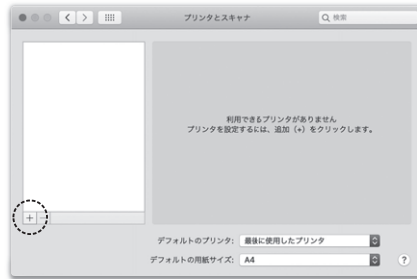 プリンタとスキャナ
検索
利用できるプリンタがありません
プリンタを設定するには、追加（+）をクリックします。
+ −
デフォルトのプリンタ: 最後に使用したプリンタ
デフォルトの用紙サイズ: A4
?